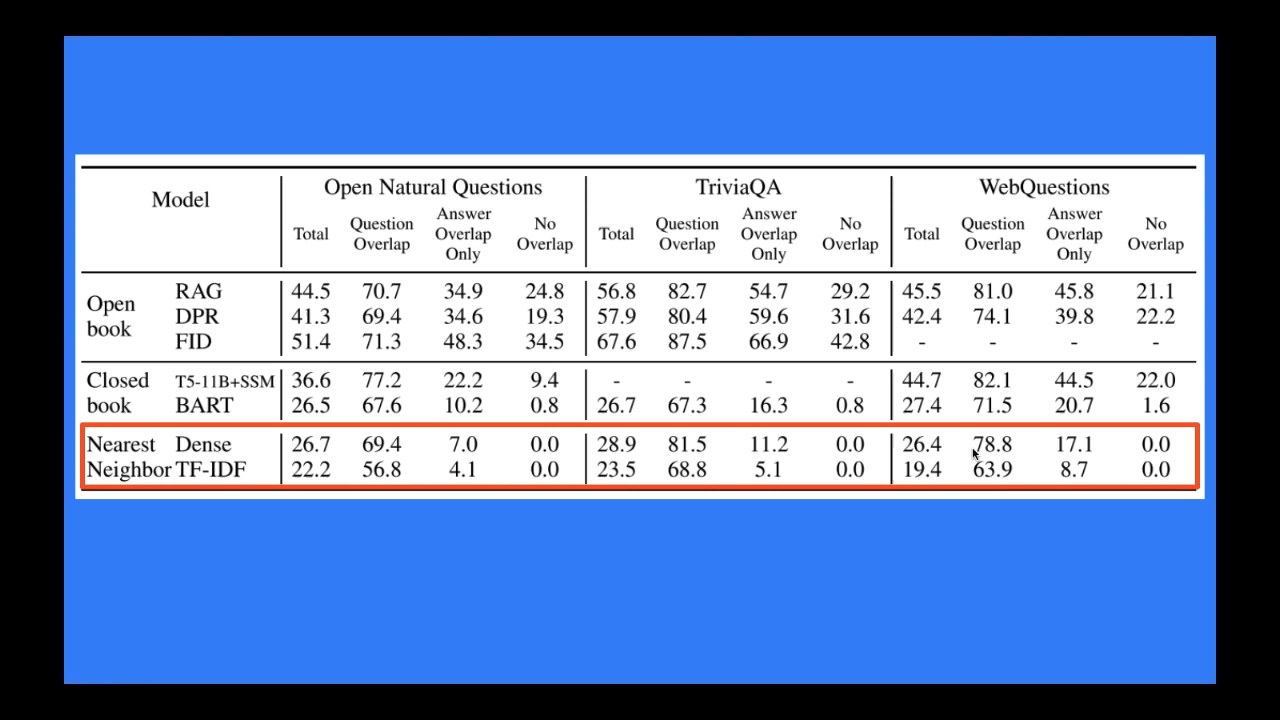 Model Open Natural Questions TriviaQA WebQuestions
Total Question Overlap Answer Overlap Only No Overlap Total Question Overlap Answer Overlap Only No Overlap Total Question Overlap Answer Overlap Only No Overlap
Open book RAG 44.5 70.7 34.9 24.8 56.8 82.7 54.7 29.2 45.5 81.0 45.8 21.1
DPR 41.3 69.4 34.6 19.3 57.9 80.4 59.6 31.6 42.4 74.1 39.8 22.2
FID 51.4 71.3 48.3 34.5 67.6 87.5 66.9 42.8 - - - -
Closed book T5-11B+SSM 36.6 77.2 22.2 9.4 - - - - 44.7 82.1 44.5 22.0
BART 26.5 67.6 10.2 0.8 26.7 67.3 16.3 0.8 27.4 71.5 20.7 1.6
Nearest Neighbor Dense 26.7 69.4 7.0 0.0 28.9 81.5 11.2 0.0 26.4 78.8 17.1 0.0
TF-IDF 22.2 56.8 4.1 0.0 23.5 68.8 5.1 0.0 19.4 63.9 8.7 0.0